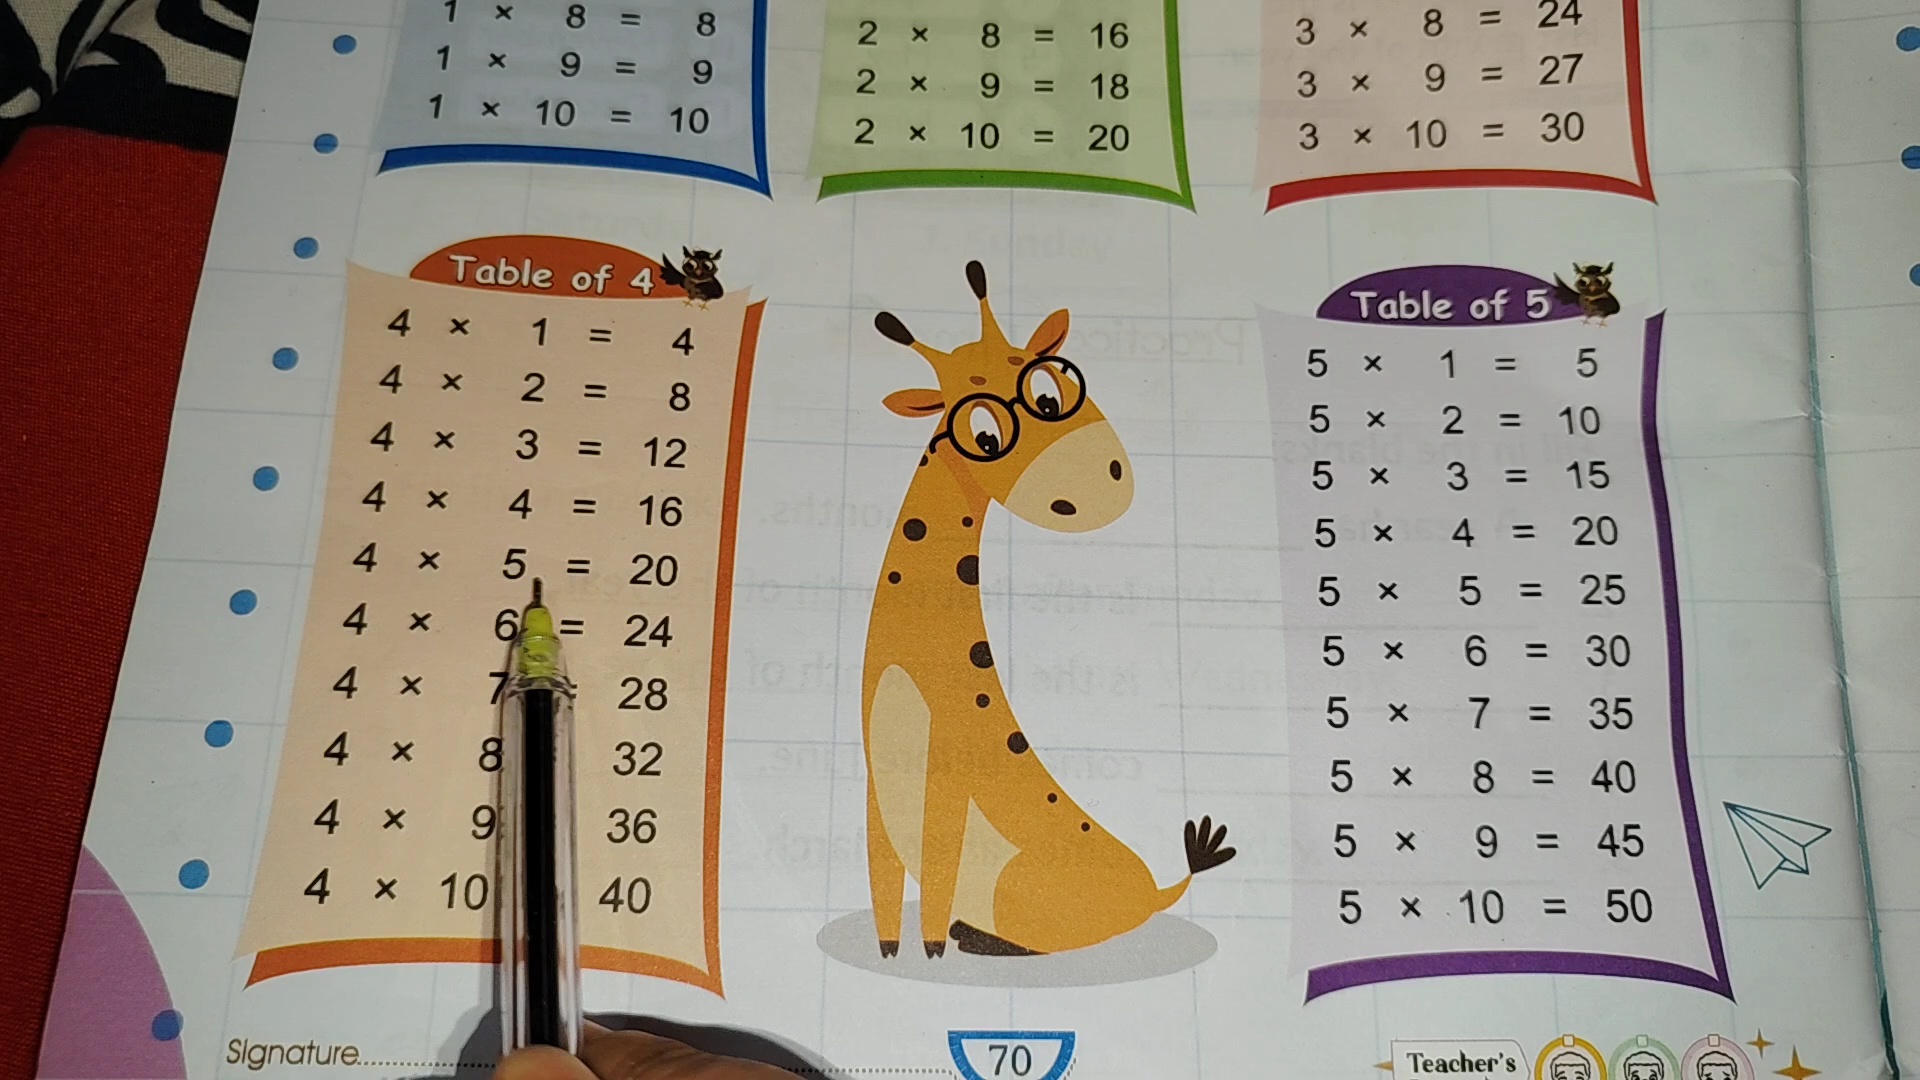 1 × 8 = 8
1 × 9 = 9
1 × 10 = 10
2 × 8 = 16
2 × 9 = 18
2 × 10 = 20
3 × 8 = 24
3 × 9 = 27
3 × 10 = 30
Table of 4
4 × 1 = 4
4 × 2 = 8
4 × 3 = 12
4 × 4 = 16
4 × 5 = 20
4 × 6 = 24
4 × 7 = 28
4 × 8 32
4 × 9 36
4 × 10 40
Table of 5
5 × 1 = 5
5 × 2 = 10
5 × 3 = 15
5 × 4 = 20
5 × 5 = 25
5 × 6 = 30
5 × 7 = 35
5 × 8 = 40
5 × 9 = 45
5 × 10 = 50
Signature
70
Teacher's